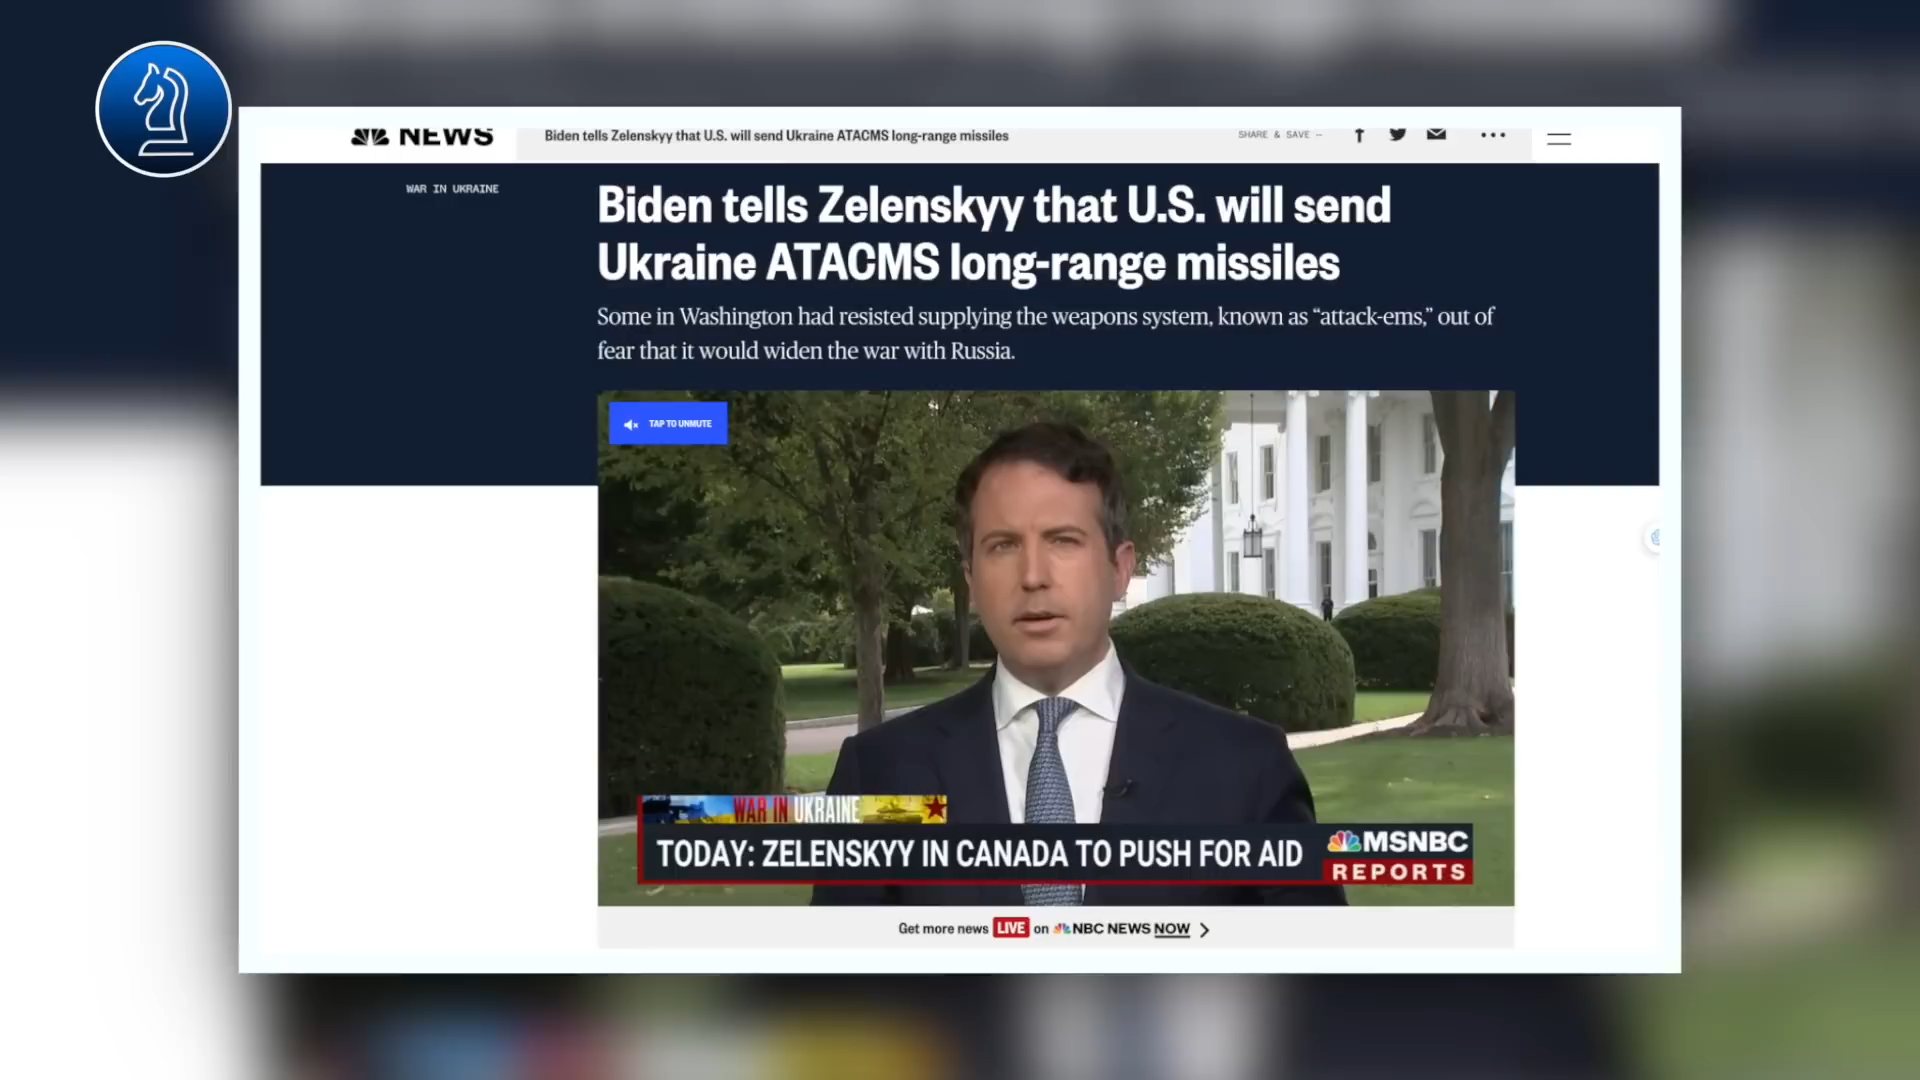 NEWS
Biden tells Zelenskyy that U.S. will send Ukraine ATACMS long-range missiles
SHARE & SAVE —
WAR IN UKRAINE
Biden tells Zelenskyy that U.S. will send
Ukraine ATACMS long-range missiles
Some in Washington had resisted supplying the weapons system, known as “attack-ems,” out of
fear that it would widen the war with Russia.
TAP TO UNMUTE
WAR IN UKRAINE
TODAY: ZELENSKYY IN CANADA TO PUSH FOR AID
MSNBC
REPORTS
Get more news LIVE on NBC NEWS NOW